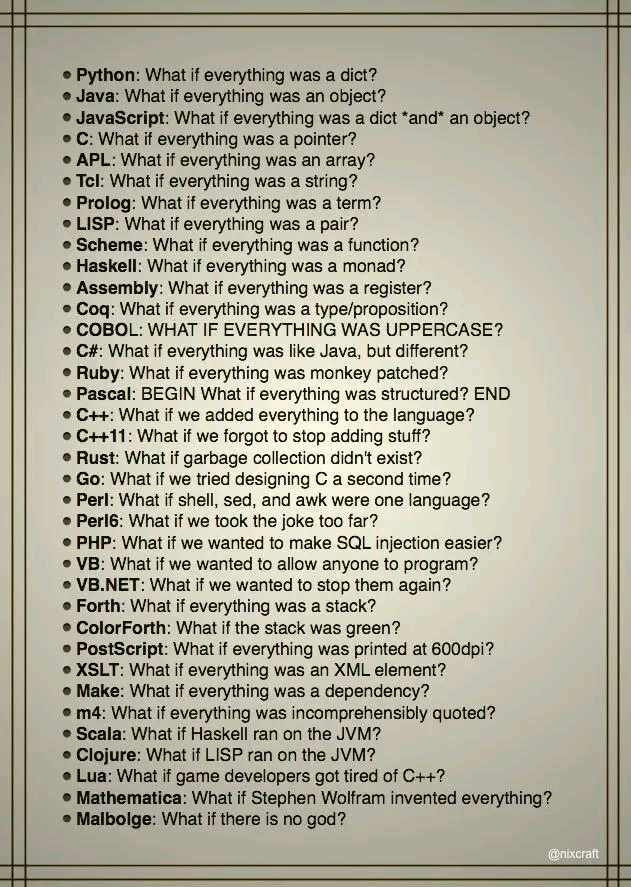 • Python: What if everything was a dict?
• Java: What if everything was an object?
• JavaScript: What if everything was a dict *and* an object?
• C: What if everything was a pointer?
• APL: What if everything was an array?
• Tcl: What if everything was a string?
• Prolog: What if everything was a term?
• LISP: What if everything was a pair?
• Scheme: What if everything was a function?
• Haskell: What if everything was a monad?
• Assembly: What if everything was a register?
• Coq: What if everything was a type/proposition?
• COBOL: WHAT IF EVERYTHING WAS UPPERCASE?
• C#: What if everything was like Java, but different?
• Ruby: What if everything was monkey patched?
• Pascal: BEGIN What if everything was structured? END
• C++: What if we added everything to the language?
• C++11: What if we forgot to stop adding stuff?
• Rust: What if garbage collection didn't exist?
• Go: What if we tried designing C a second time?
• Perl: What if shell, sed, and awk were one language?
• Perl6: What if we took the joke too far?
• PHP: What if we wanted to make SQL injection easier?
• VB: What if we wanted to allow anyone to program?
• VB.NET: What if we wanted to stop them again?
• Forth: What if everything was a stack?
• ColorForth: What if the stack was green?
• PostScript: What if everything was printed at 600dpi?
• XSLT: What if everything was an XML element?
• Make: What if everything was a dependency?
• m4: What if everything was incomprehensibly quoted?
• Scala: What if Haskell ran on the JVM?
• Clojure: What if LISP ran on the JVM?
• Lua: What if game developers got tired of C++?
• Mathematica: What if Stephen Wolfram invented everything?
• Malbolge: What if there is no god?
@nixcraft